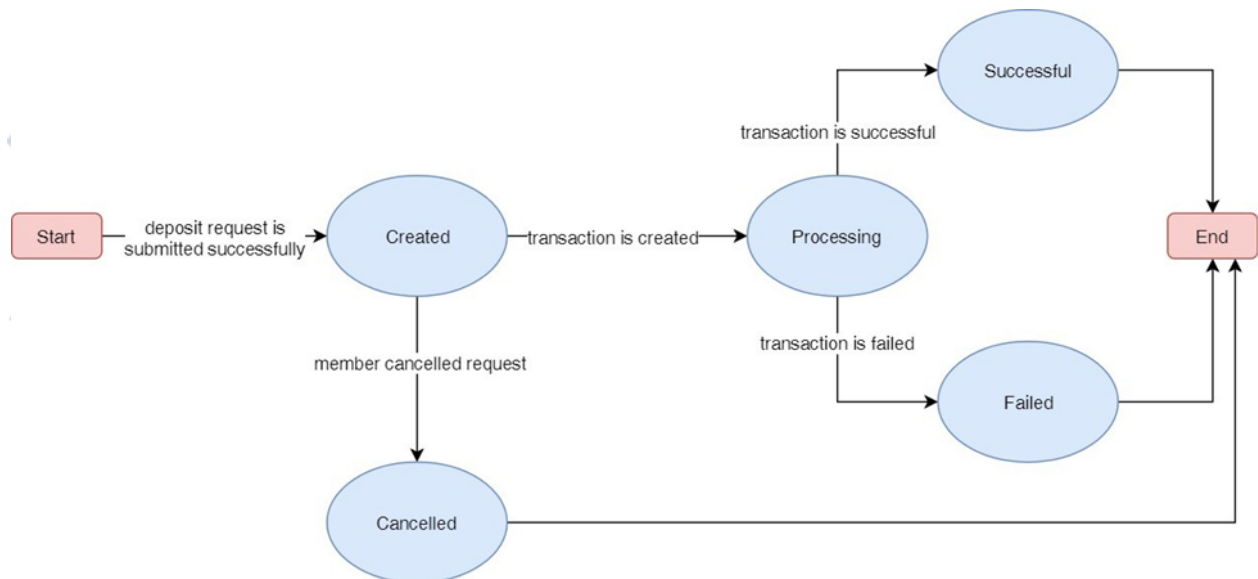 Successful
transaction is successful
Start
deposit request is
submitted successfully
Created
transaction is created
Processing
End
transaction is failed
member cancelled request
Failed
Cancelled